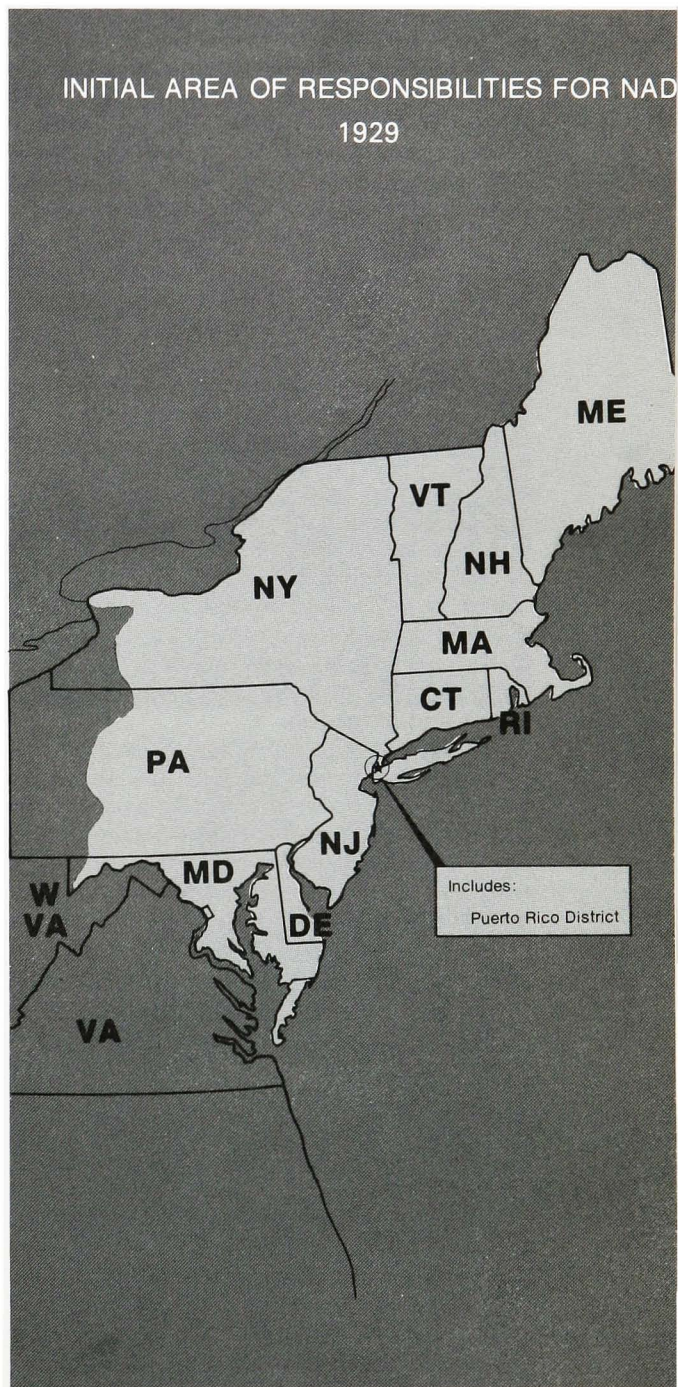 INITIAL AREA OF RESPONSIBILITIES FOR NAD
1929
ME
VT
NH
NY
MA
CT
RI
PA
NJ
MD
W
VA
DE
Includes:
Puerto Rico District
VA